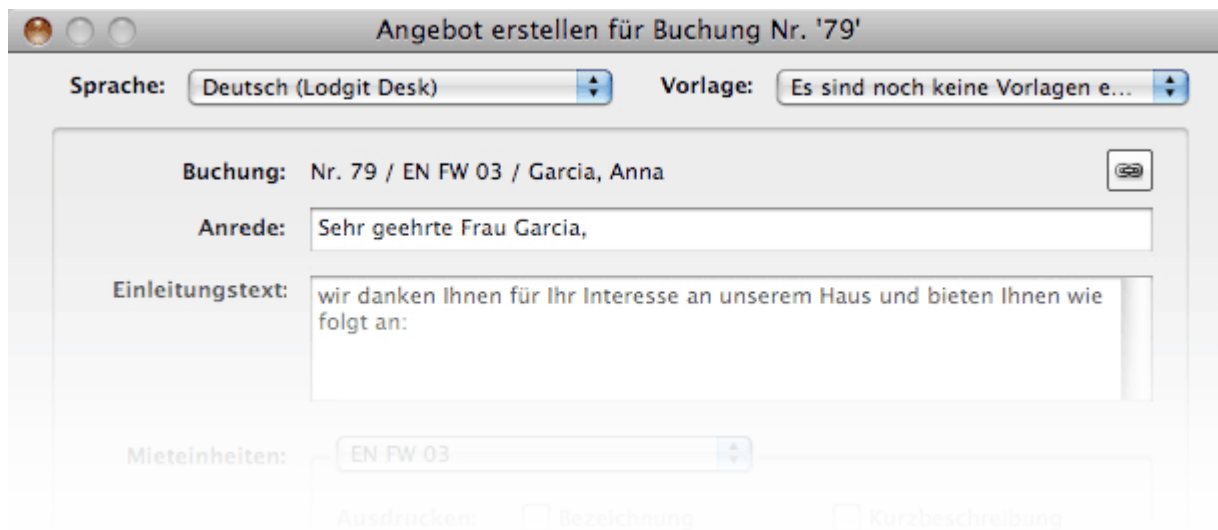 Angebot erstellen für Buchung Nr. '79'
Sprache: Deutsch (Lodgit Desk) Vorlage: Es sind noch keine Vorlagen e...
Buchung: Nr. 79 / EN FW 03 / Garcia, Anna
Anrede: Sehr geehrte Frau Garcia,
Einleitungstext: wir danken Ihnen für Ihr Interesse an unserem Haus und bieten Ihnen wie
folgt an:
Mieteinheiten: EN FW 03
Ausdrucken: Bezeichnung Kurzbeschreibung